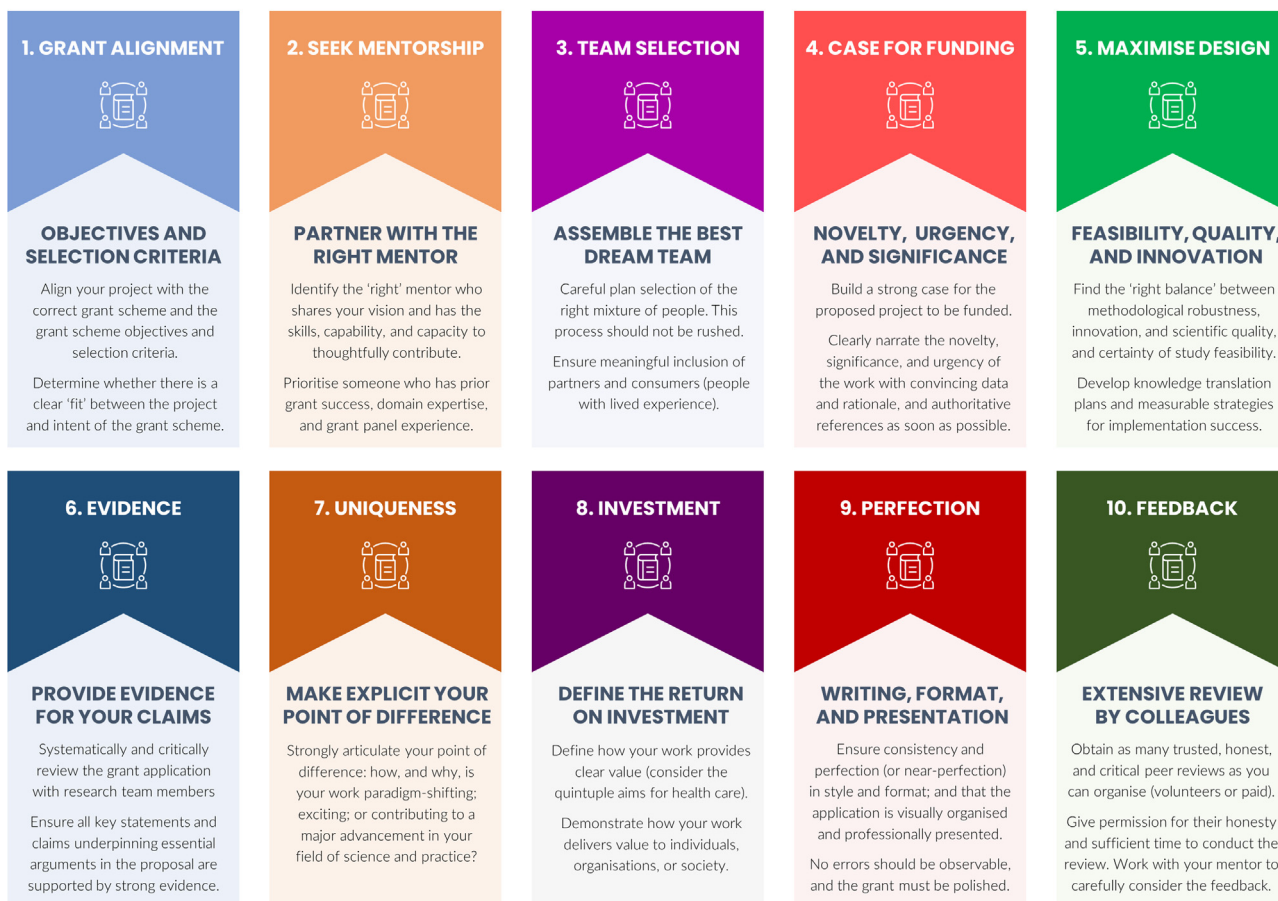 1. GRANT ALIGNMENT
OBJECTIVES AND
SELECTION CRITERIA
Align your project with the
correct grant scheme and the
grant scheme objectives and
selection criteria.
Determine whether there is a
clear ‘fit’ between the project
and intent of the grant scheme.
2. SEEK MENTORSHIP
PARTNER WITH THE
RIGHT MENTOR
Identify the ‘right’ mentor who
shares your vision and has the
skills, capability, and capacity to
thoughtfully contribute.
Prioritise someone who has prior
grant success, domain expertise,
and grant panel experience.
3. TEAM SELECTION
ASSEMBLE THE BEST
DREAM TEAM
Careful plan selection of the
right mixture of people. This
process should not be rushed.
Ensure meaningful inclusion of
partners and consumers (people
with lived experience).
4. CASE FOR FUNDING
NOVELTY, URGENCY,
AND SIGNIFICANCE
Build a strong case for the
proposed project to be funded.
Clearly narrate the novelty,
significance, and urgency of
the work with convincing data
and rationale, and authoritative
references as soon as possible.
5. MAXIMISE DESIGN
FEASIBILITY, QUALITY,
AND INNOVATION
Find the ‘right balance’ between
methodological robustness,
innovation, and scientific quality,
and certainty of study feasibility.
Develop knowledge translation
plans and measurable strategies
for implementation success.
6. EVIDENCE
PROVIDE EVIDENCE
FOR YOUR CLAIMS
Systematically and critically
review the grant application
with research team members
Ensure all key statements and
claims underpinning essential
arguments in the proposal are
supported by strong evidence.
7. UNIQUENESS
MAKE EXPLICIT YOUR
POINT OF DIFFERENCE
Strongly articulate your point of
difference: how, and why, is
your work paradigm-shifting;
exciting; or contributing to a
major advancement in your
field of science and practice?
8. INVESTMENT
DEFINE THE RETURN
ON INVESTMENT
Define how your work provides
clear value (consider the
quintuple aims for health care).
Demonstrate how your work
delivers value to individuals,
organisations, or society.
9. PERFECTION
WRITING, FORMAT,
AND PRESENTATION
Ensure consistency and
perfection (or near-perfection)
in style and format; and that the
application is visually organised
and professionally presented.
No errors should be observable,
and the grant must be polished.
10. FEEDBACK
EXTENSIVE REVIEW
BY COLLEAGUES
Obtain as many trusted, honest,
and critical peer reviews as you
can organise (volunteers or paid).
Give permission for their honesty
and sufficient time to conduct the
review. Work with your mentor to
carefully consider the feedback.